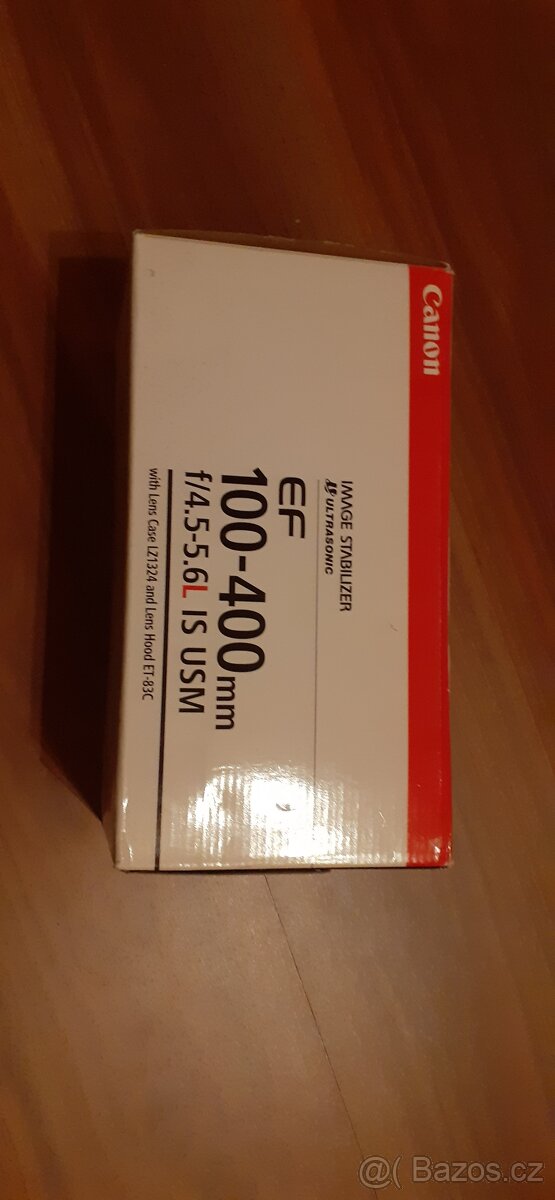 Canon
IMAGE STABILIZER
ULTRASONIC
EF
100-400mm
f/4.5-5.6L IS USM
with Lens Case LZ1324 and Lens Hood ET-83C
@( Bazos.cz